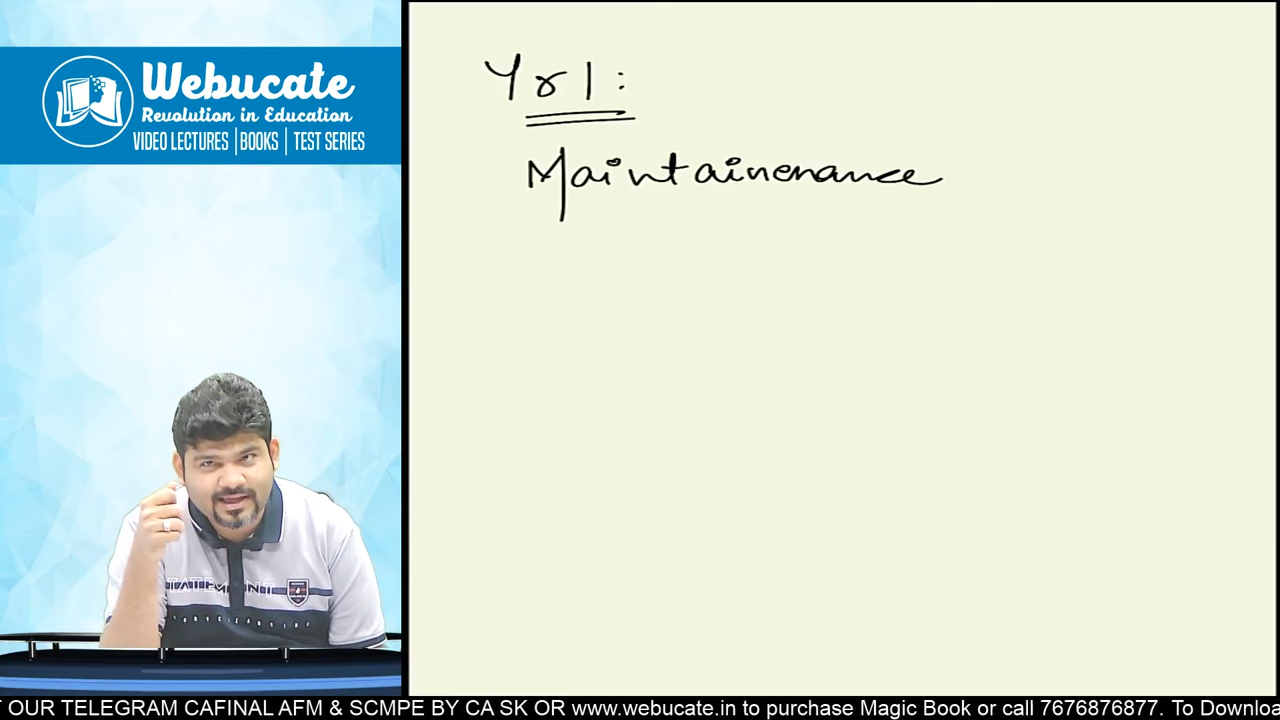 Webucate
Revolution in Education
VIDEO LECTURES | BOOKS | TEST SERIES
Yr 1 :
Maintainenance
TATEMENT
T OUR TELEGRAM CAFINAL AFM & SCMPE BY CA SK OR www.webucate.in to purchase Magic Book or call 7676876877. To Downloa